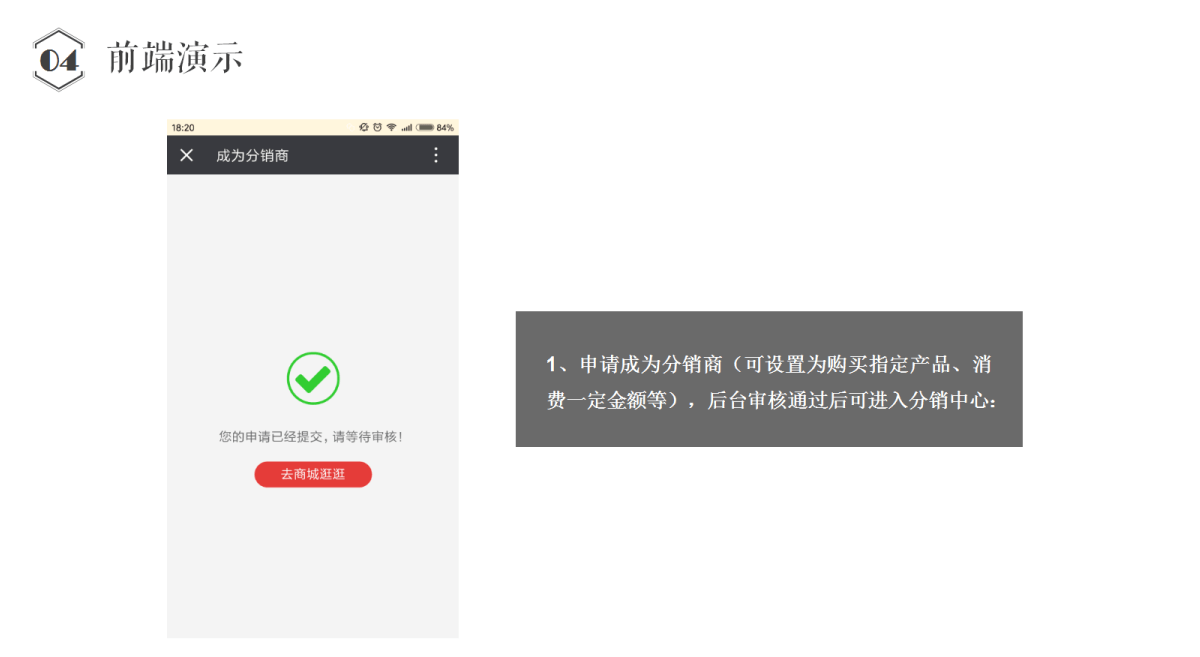 04 前端演示
18:20 84%
成为分销商
您的申请已经提交，请等待审核！
去商城逛逛
1、申请成为分销商（可设置为购买指定产品、消
费一定金额等），后台审核通过后可进入分销中心：